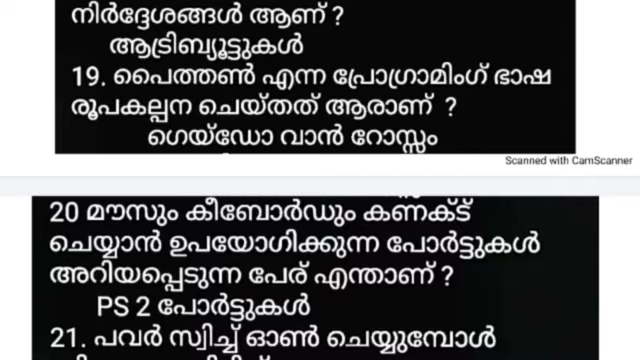 നിർദ്ദേശങ്ങൾ ആണ് ?
ആട്രിബ്യൂട്ടുകൾ
19. പൈത്തൺ എന്ന പ്രോഗ്രാമിംഗ് ഭാഷ
രൂപകല്പന ചെയ്തത് ആരാണ് ?
ഗെയ്ഡോ വാൻ റോസ്സം
Scanned with CamScanner
20 മൗസും കീബോർഡും കണക്ട്
ചെയ്യാൻ ഉപയോഗിക്കുന്ന പോർട്ടുകൾ
അറിയപ്പെടുന്ന പേര് എന്താണ് ?
PS 2 പോർട്ടുകൾ
21. പവർ സ്വിച്ച് ഓൺ ചെയ്യുമ്പോൾ